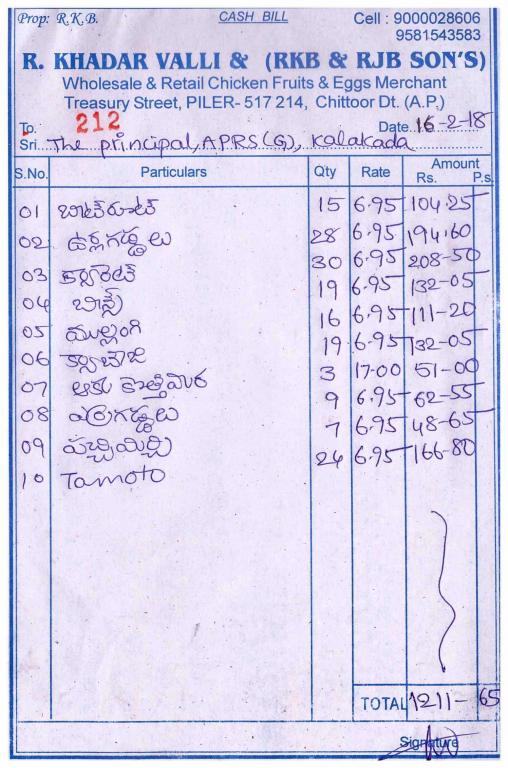 Prop: R.K.B. CASH BILL Cell : 9000028606
9581543583
R. KHADAR VALLI & (RKB & RJB SON'S)
Wholesale & Retail Chicken Fruits & Eggs Merchant
Treasury Street, PILER- 517 214, Chittoor Dt. (A.P.)
To. 212 Date. 16-2-18
Sri. The principal, APRS(G), Kalakada
S.No. Particulars Qty Rate Amount
Rs. P.s.
01 బీట్‌రూట్ 15 6.95 104.25
02 ఉర్లగడ్డలు 28 6.95 194.60
03 క్యారెట్ 30 6.95 208-50
04 బీన్స్ 19 6.95 132-05
05 ముల్లంగి 16 6.95 111-20
06 క్యాబేజి 19 6.95 132-05
07 ఆకు కొత్తిమిర 3 17.00 51-00
08 ఎర్రగడ్డలు 9 6.95 62-55
09 పచ్చిమిర్చి 7 6.95 48-65
10 Tamoto 24 6.95 166-80
TOTAL 1211- 65
Signature